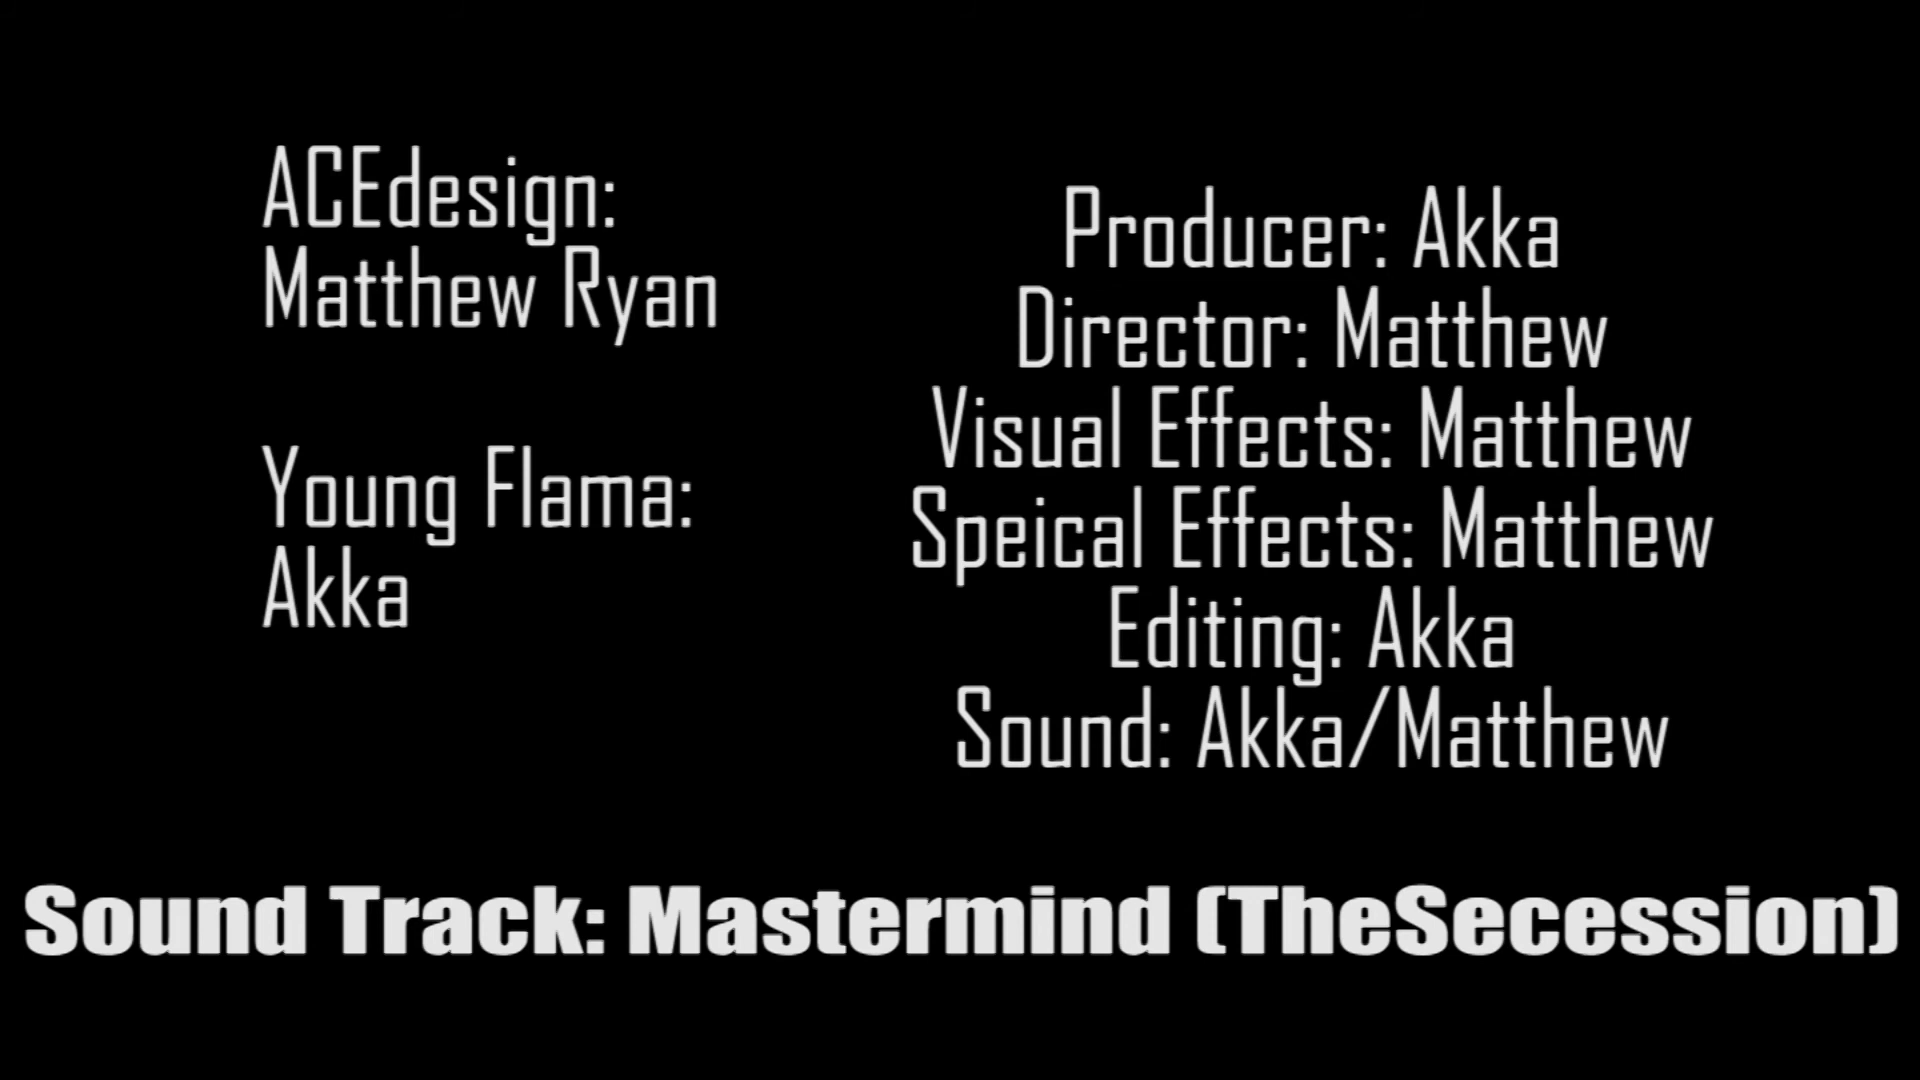 ACEdesign:
Matthew Ryan
Young Flama:
Akka
Producer: Akka
Director: Matthew
Visual Effects: Matthew
Speical Effects: Matthew
Editing: Akka
Sound: Akka/Matthew
Sound Track: Mastermind (TheSecession)